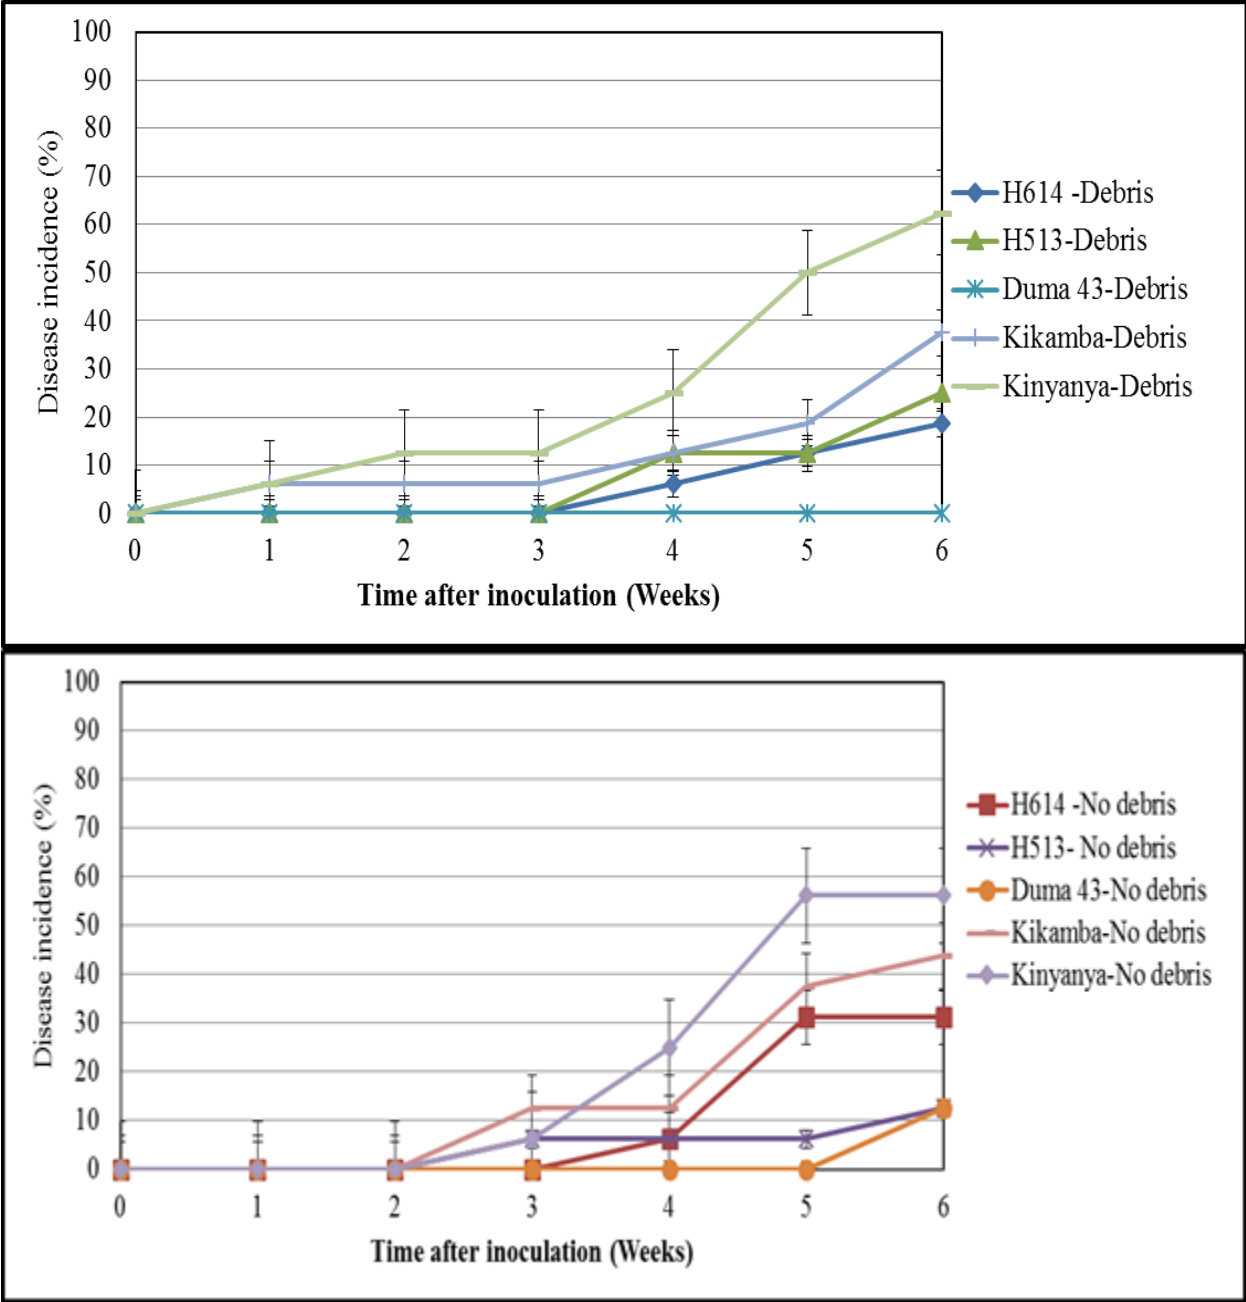 100
90
80
70
60
50
40
30
20
10
0
Disease incidence (%)
0 1 2 3 4 5 6
Time after inoculation (Weeks)
H614 -Debris
H513-Debris
Duma 43-Debris
Kikamba-Debris
Kinyanya-Debris
100
90
80
70
60
50
40
30
20
10
0
Disease incidence (%)
0 1 2 3 4 5 6
Time after inoculation (Weeks)
H614 -No debris
H513- No debris
Duma 43-No debris
Kikamba-No debris
Kinyanya-No debris